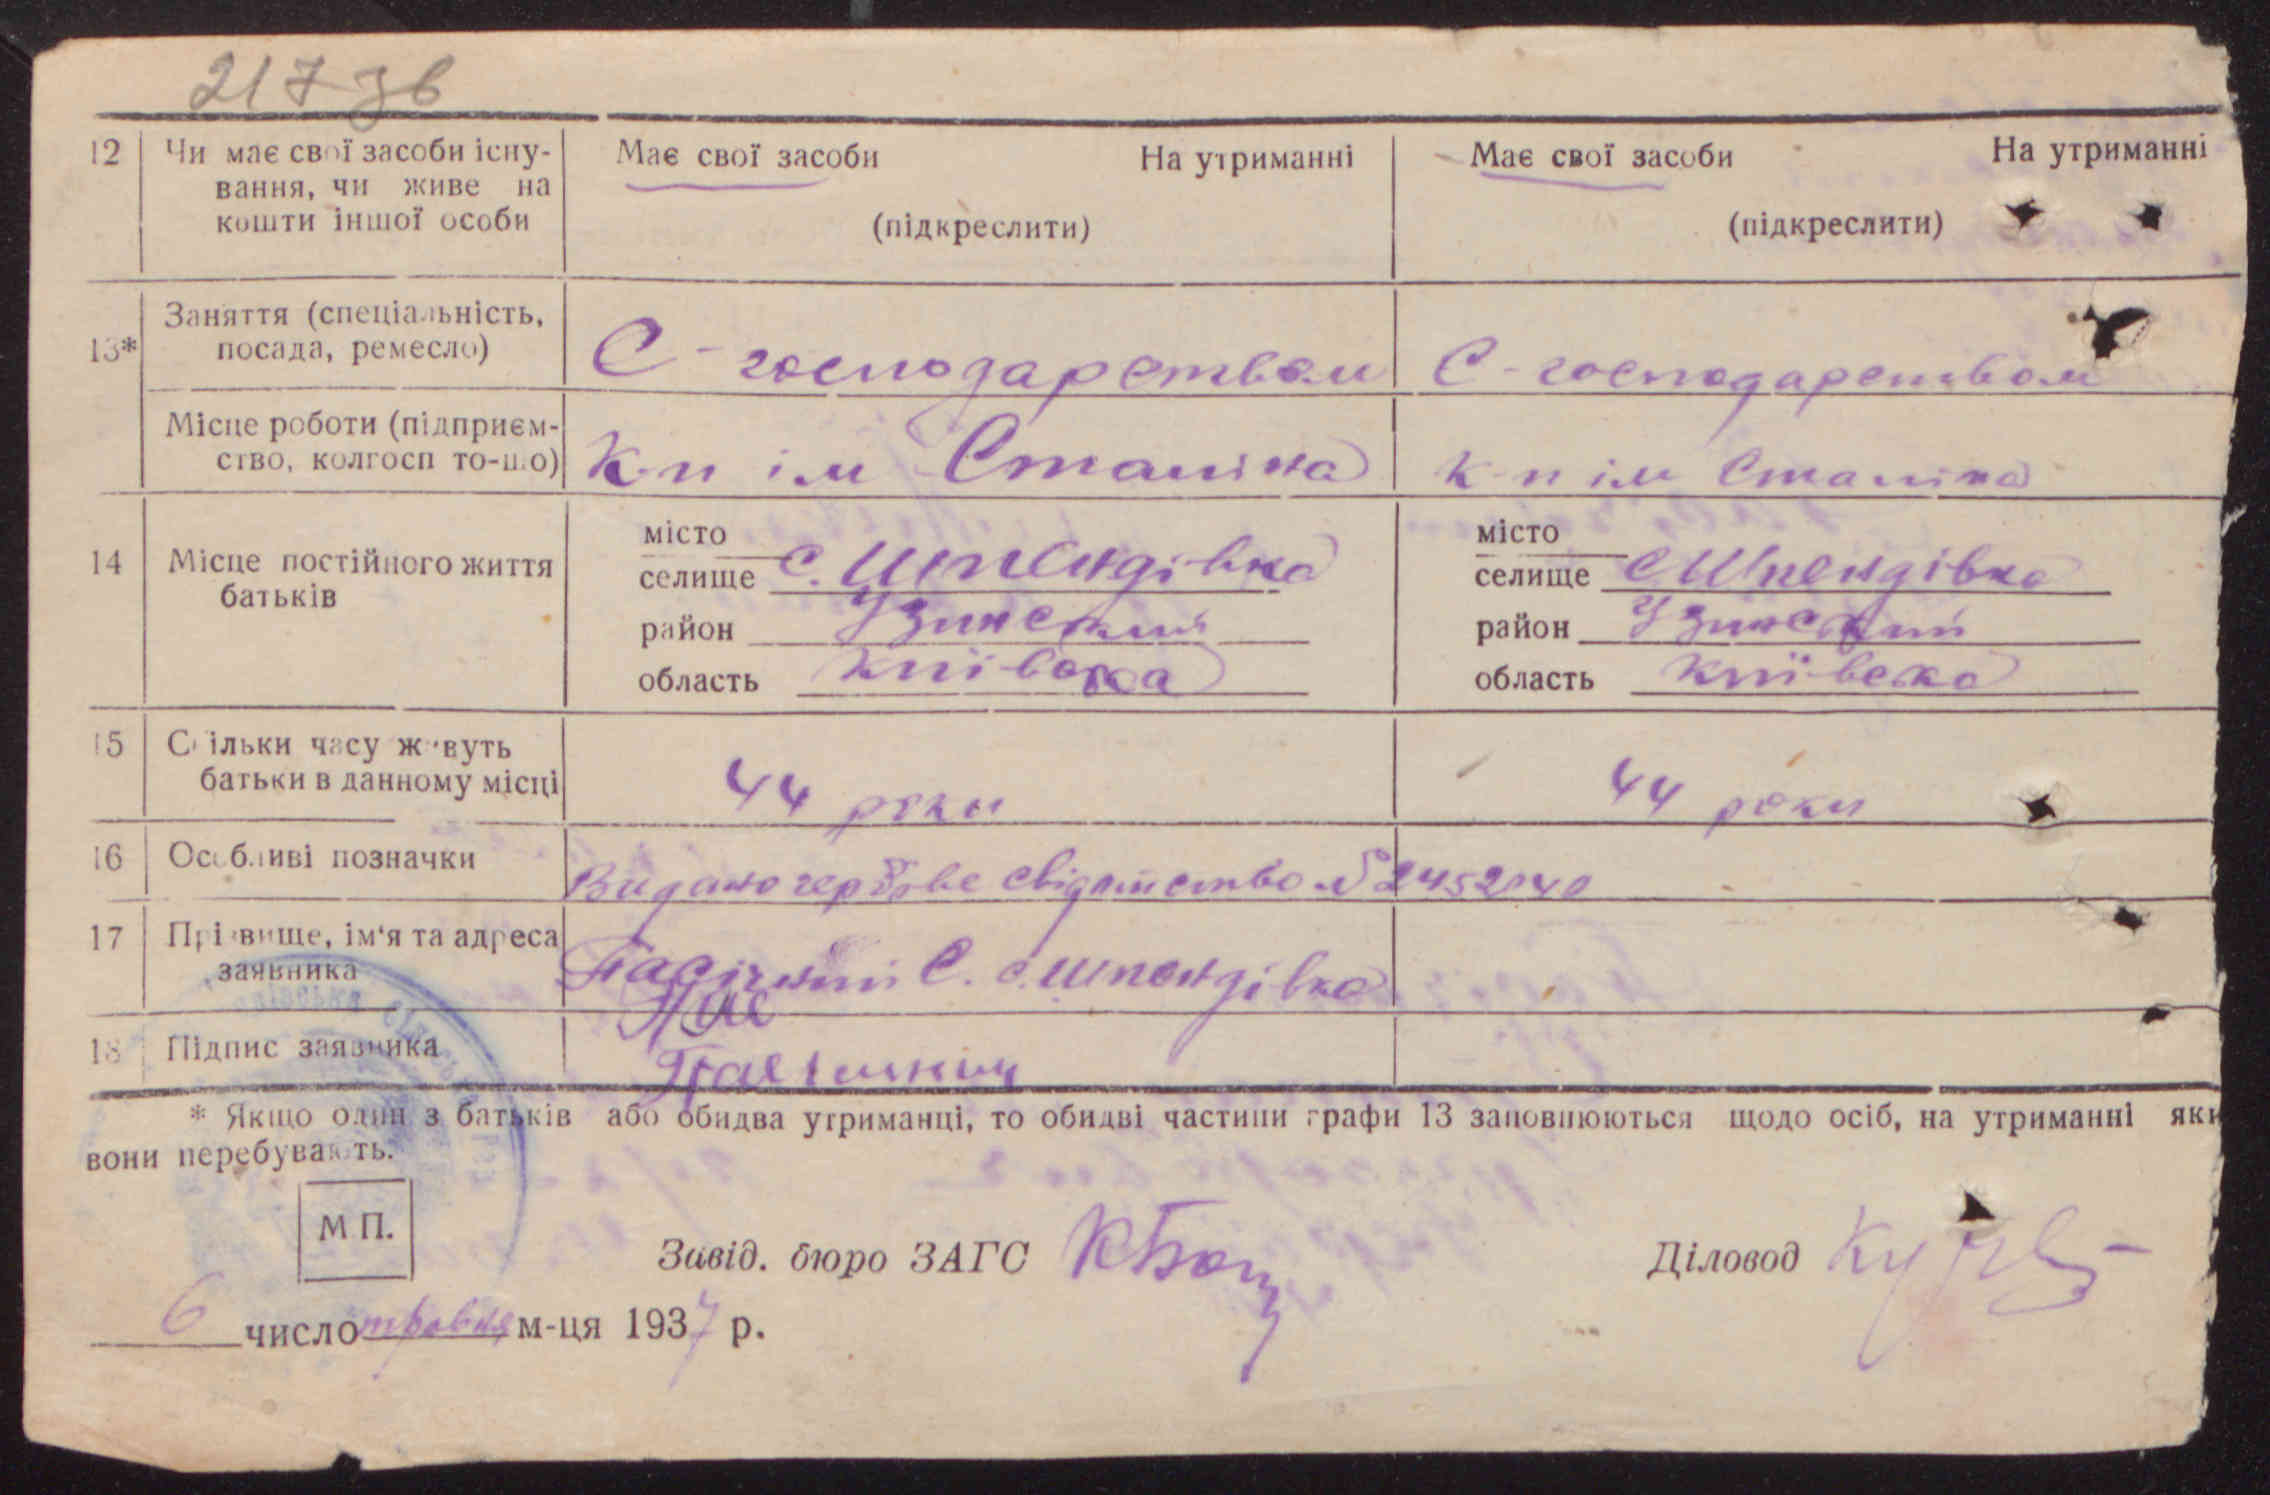 217 зв
12 Чи має свої засоби існу- Має свої засоби На утриманні Має свої засоби На утриманні
вання, чи живе на
кошти іншої особи (підкреслити) (підкреслити)
Заняття (спеціальність,
13* посада, ремесло) С-господарством С-господарством
Місце роботи (підприєм-
ство, колгосп то-що) К-п ім Сталіна к-п ім Сталіна
місто місто
14 Місце постійного життя селище с. Шпендівка селище с Шпендівка
батьків район Узинский район Узинский
область київська область київська
15 Скільки часу живуть
батьки в данному місці 44 роки 44 роки
16 Особливі позначки Видано гербове свідотство № 2452040
17 Прізвище, ім'я та адреса
заявника Пасічний С. с. Шпендівка
18 Підпис заявника
* Якщо один з батьків або обидва утриманці, то обидві частини графи 13 заповнюються щодо осіб, на утриманні яки
вони перебувають.
М П.
Завід. бюро ЗАГС Діловод
6 число травня м-ця 1937 р.